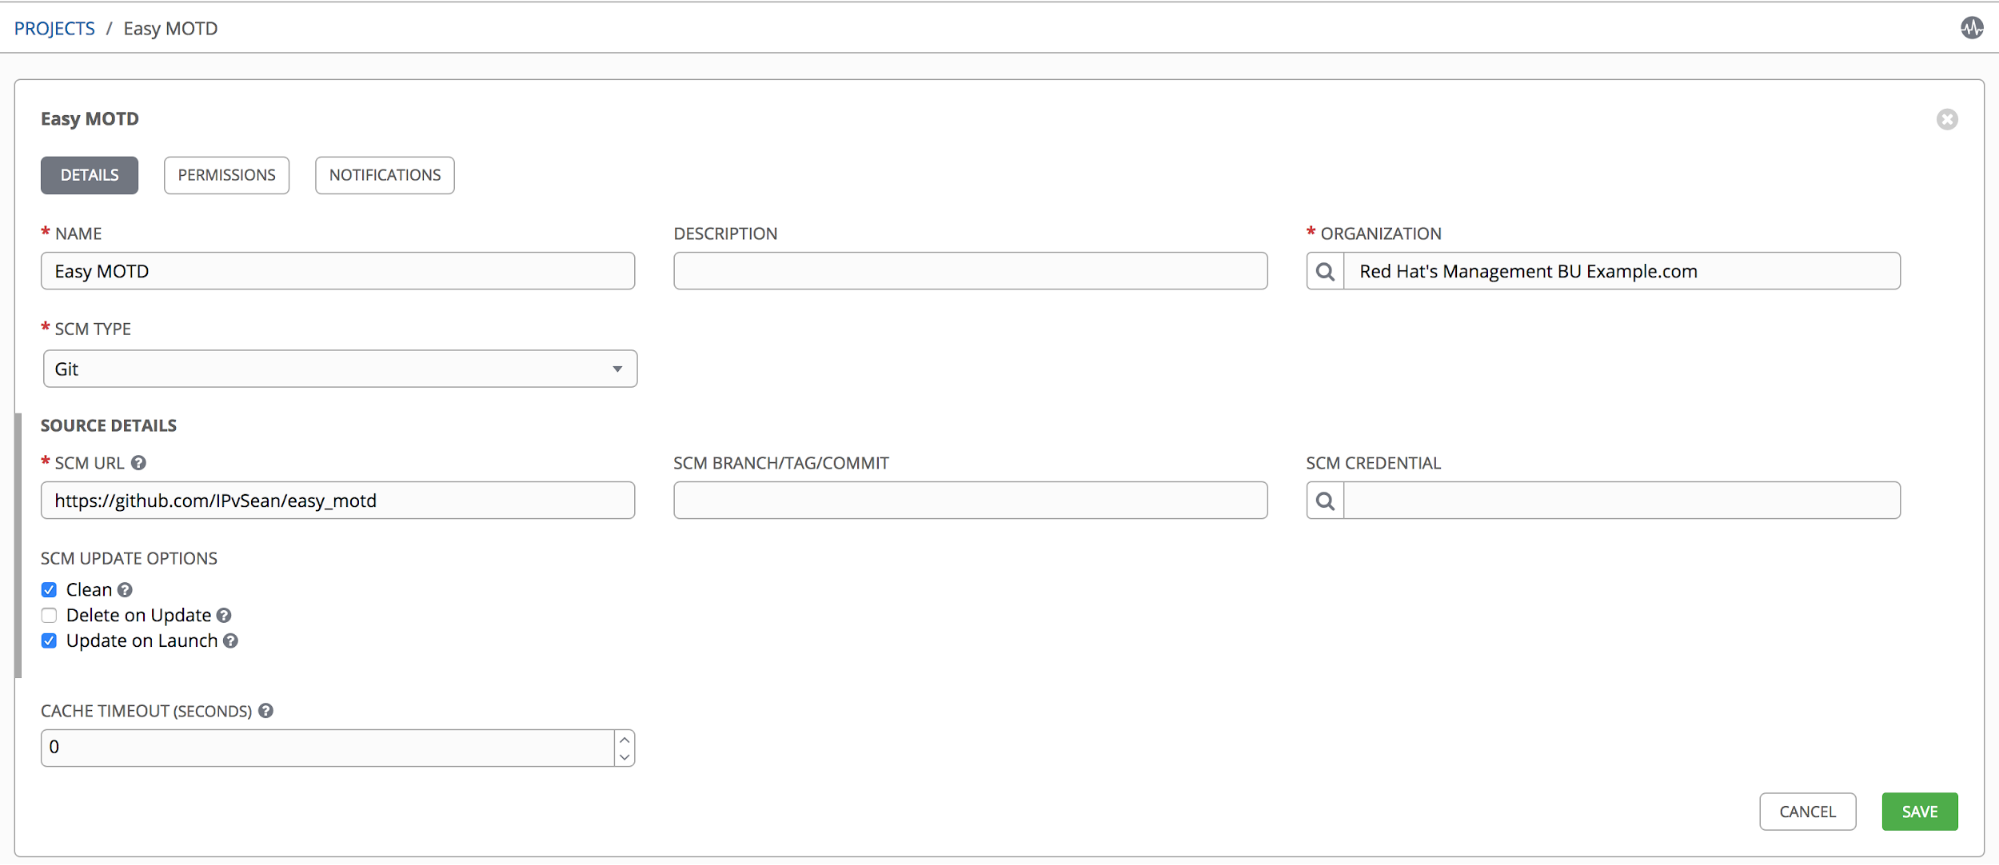 PROJECTS / Easy MOTD
Easy MOTD
DETAILS PERMISSIONS NOTIFICATIONS
* NAME DESCRIPTION * ORGANIZATION
Easy MOTD Red Hat's Management BU Example.com
* SCM TYPE
Git
SOURCE DETAILS
* SCM URL ? SCM BRANCH/TAG/COMMIT SCM CREDENTIAL
https://github.com/IPvSean/easy_motd
SCM UPDATE OPTIONS
Clean ?
Delete on Update ?
Update on Launch ?
CACHE TIMEOUT (SECONDS) ?
0
CANCEL SAVE